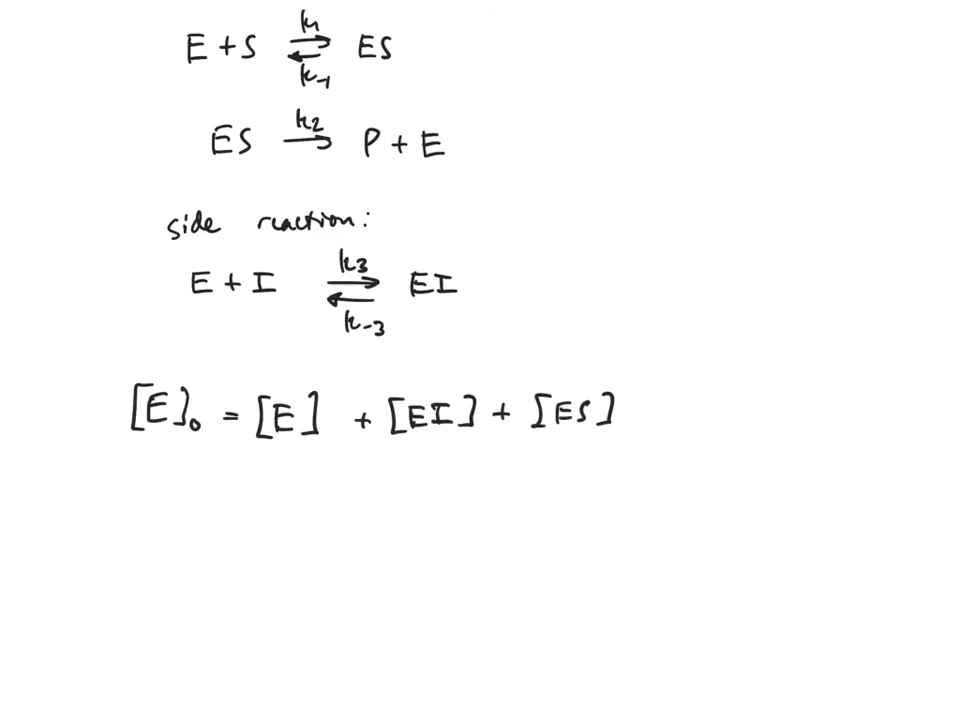 E + S ⇌ ES k1 k-1
ES → P + E k2
side reaction:
E + I ⇌ EI k3 k-3
[E]₀ = [E] + [EI] + [ES]